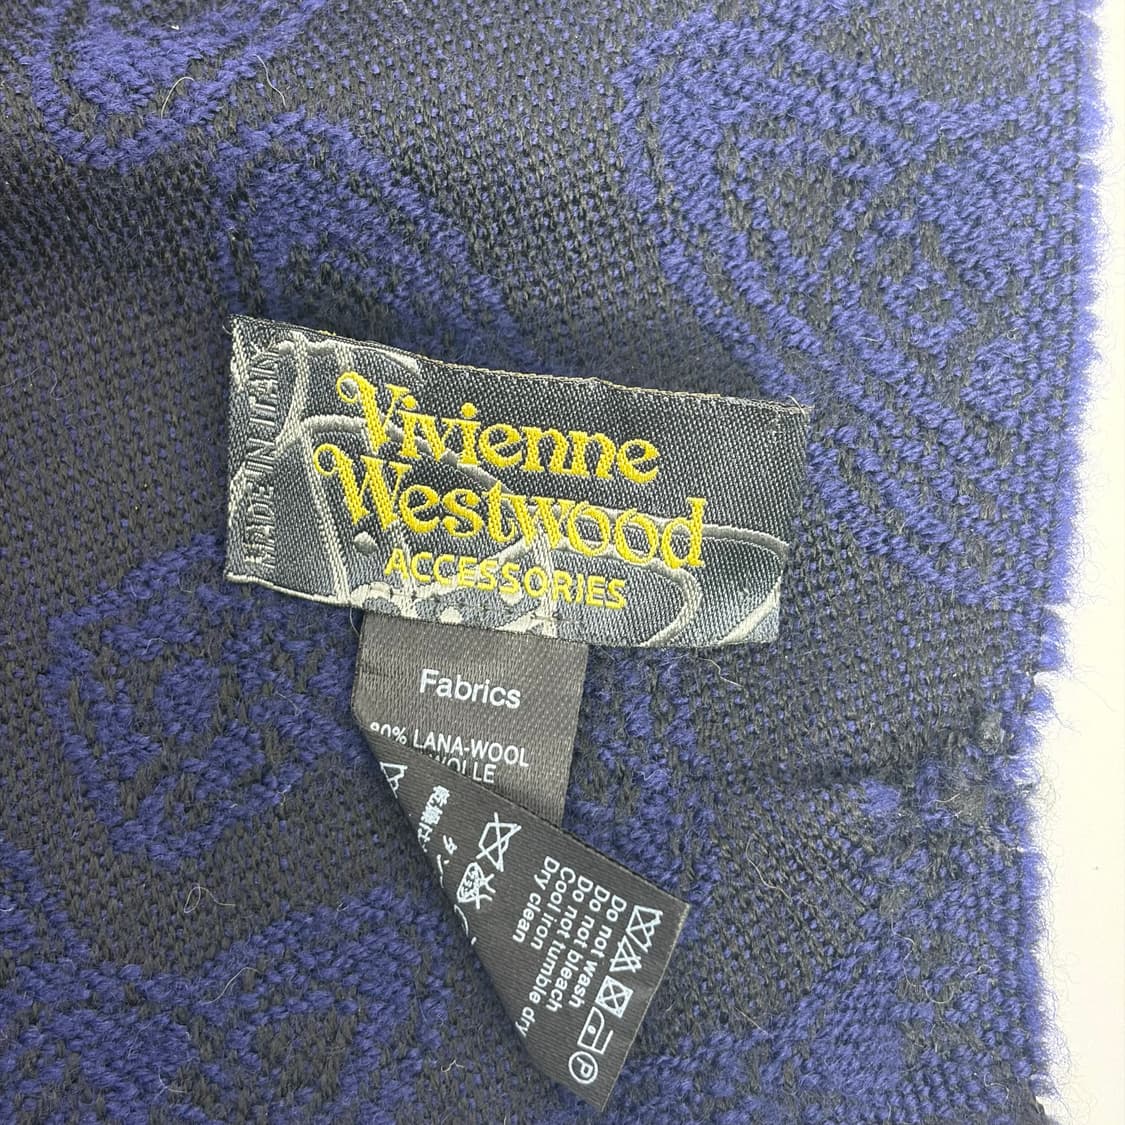 MADE IN ITALY
Vivienne
Westwood
ACCESSORIES
Fabrics
LANA-WOOL
WOLLE
Do not wash
Do not bleach
Do not tumble dry
Cool iron
Dry clean
P